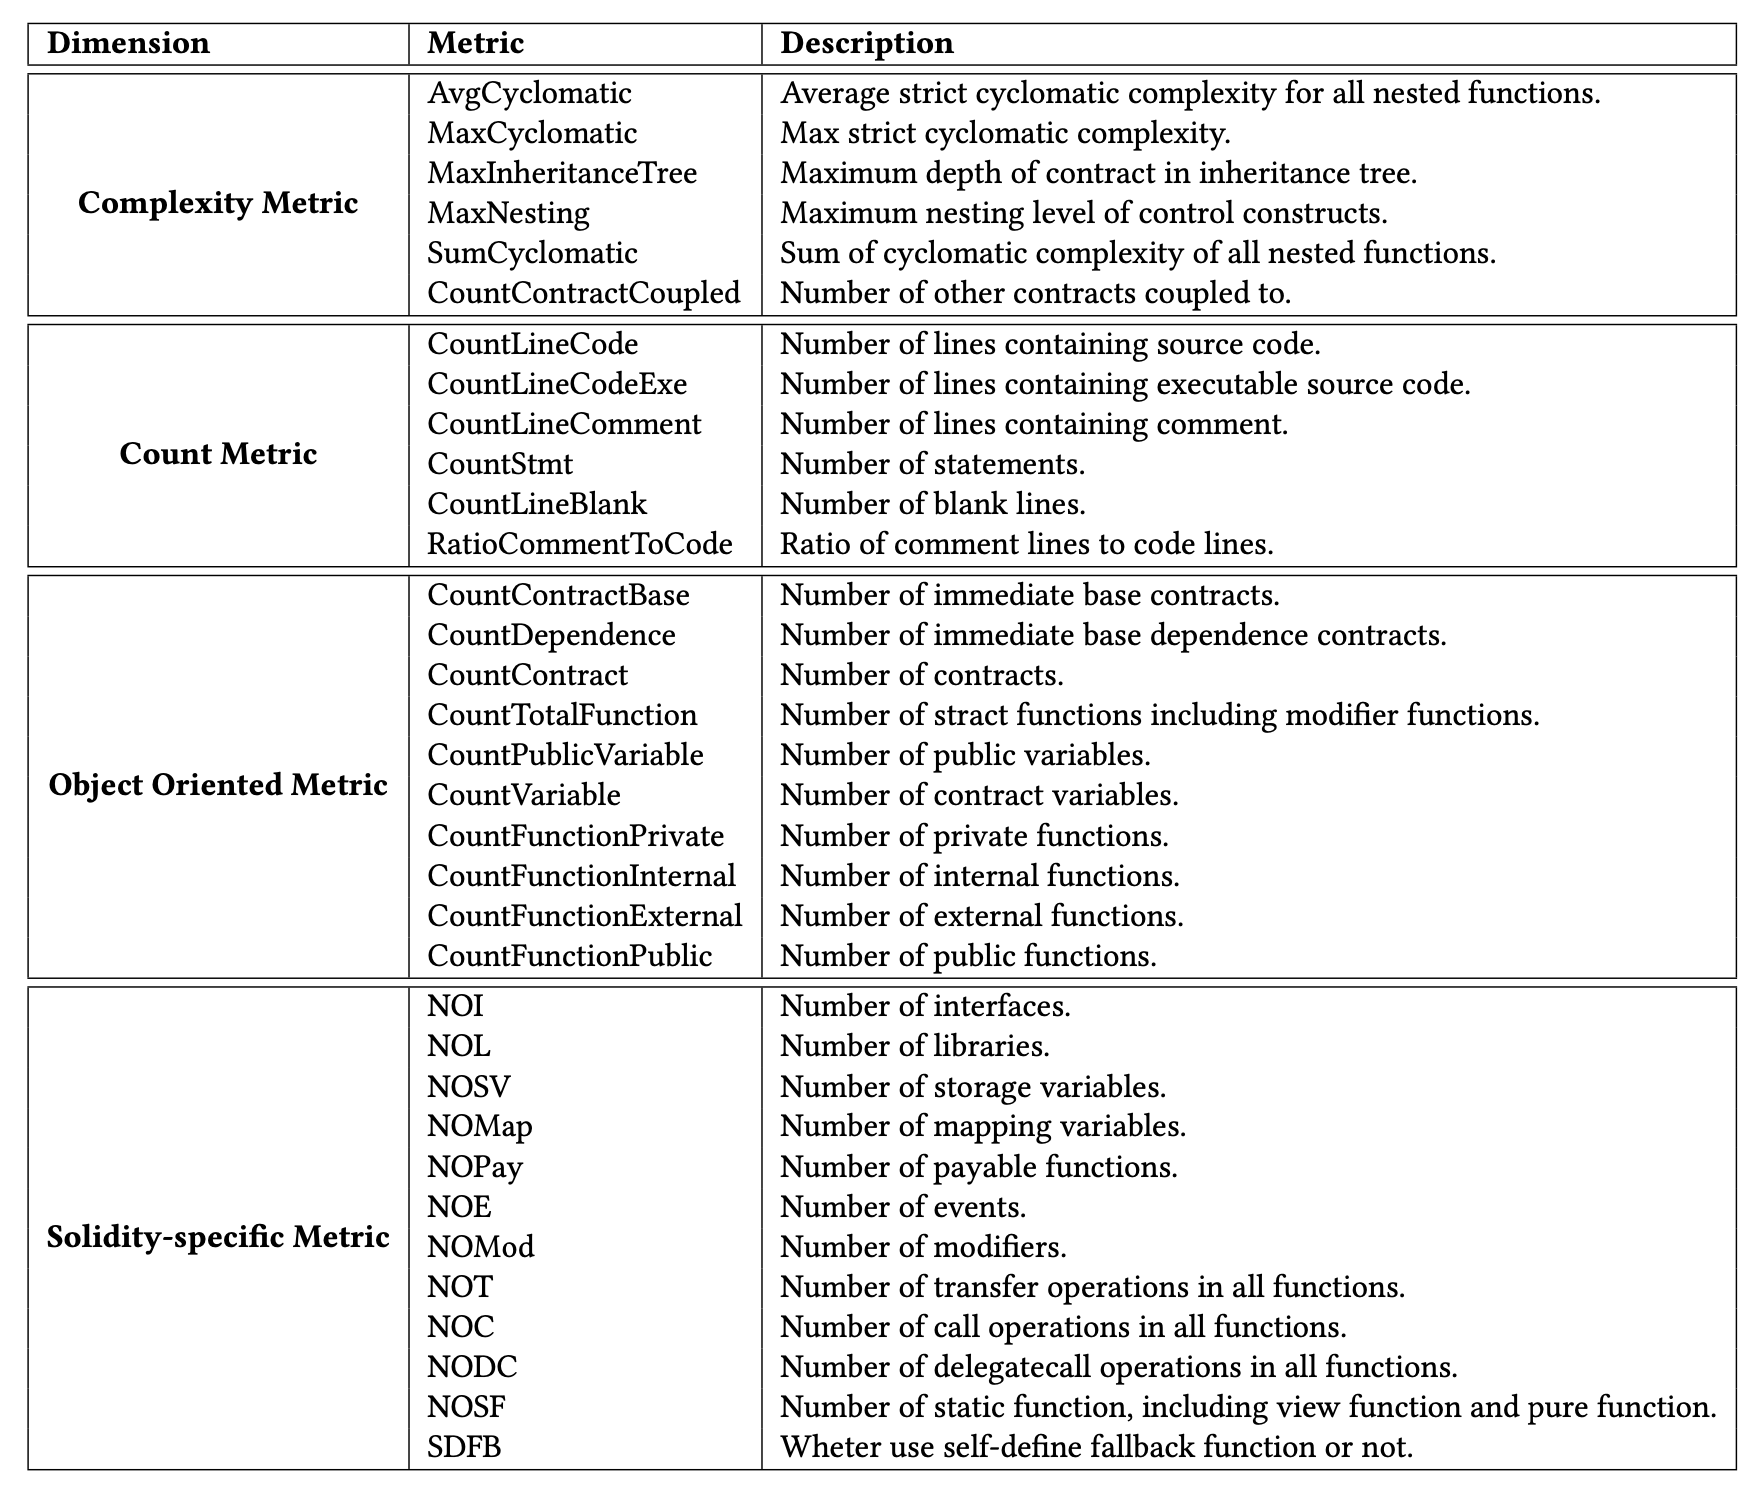 Dimension Metric Description
Complexity Metric
AvgCyclomatic Average strict cyclomatic complexity for all nested functions.
MaxCyclomatic Max strict cyclomatic complexity.
MaxInheritanceTree Maximum depth of contract in inheritance tree.
MaxNesting Maximum nesting level of control constructs.
SumCyclomatic Sum of cyclomatic complexity of all nested functions.
CountContractCoupled Number of other contracts coupled to.
Count Metric
CountLineCode Number of lines containing source code.
CountLineCodeExe Number of lines containing executable source code.
CountLineComment Number of lines containing comment.
CountStmt Number of statements.
CountLineBlank Number of blank lines.
RatioCommentToCode Ratio of comment lines to code lines.
Object Oriented Metric
CountContractBase Number of immediate base contracts.
CountDependence Number of immediate base dependence contracts.
CountContract Number of contracts.
CountTotalFunction Number of stract functions including modifier functions.
CountPublicVariable Number of public variables.
CountVariable Number of contract variables.
CountFunctionPrivate Number of private functions.
CountFunctionInternal Number of internal functions.
CountFunctionExternal Number of external functions.
CountFunctionPublic Number of public functions.
Solidity-specific Metric
NOI Number of interfaces.
NOL Number of libraries.
NOSV Number of storage variables.
NOMap Number of mapping variables.
NOPay Number of payable functions.
NOE Number of events.
NOMod Number of modifiers.
NOT Number of transfer operations in all functions.
NOC Number of call operations in all functions.
NODC Number of delegatecall operations in all functions.
NOSF Number of static function, including view function and pure function.
SDFB Wheter use self-define fallback function or not.